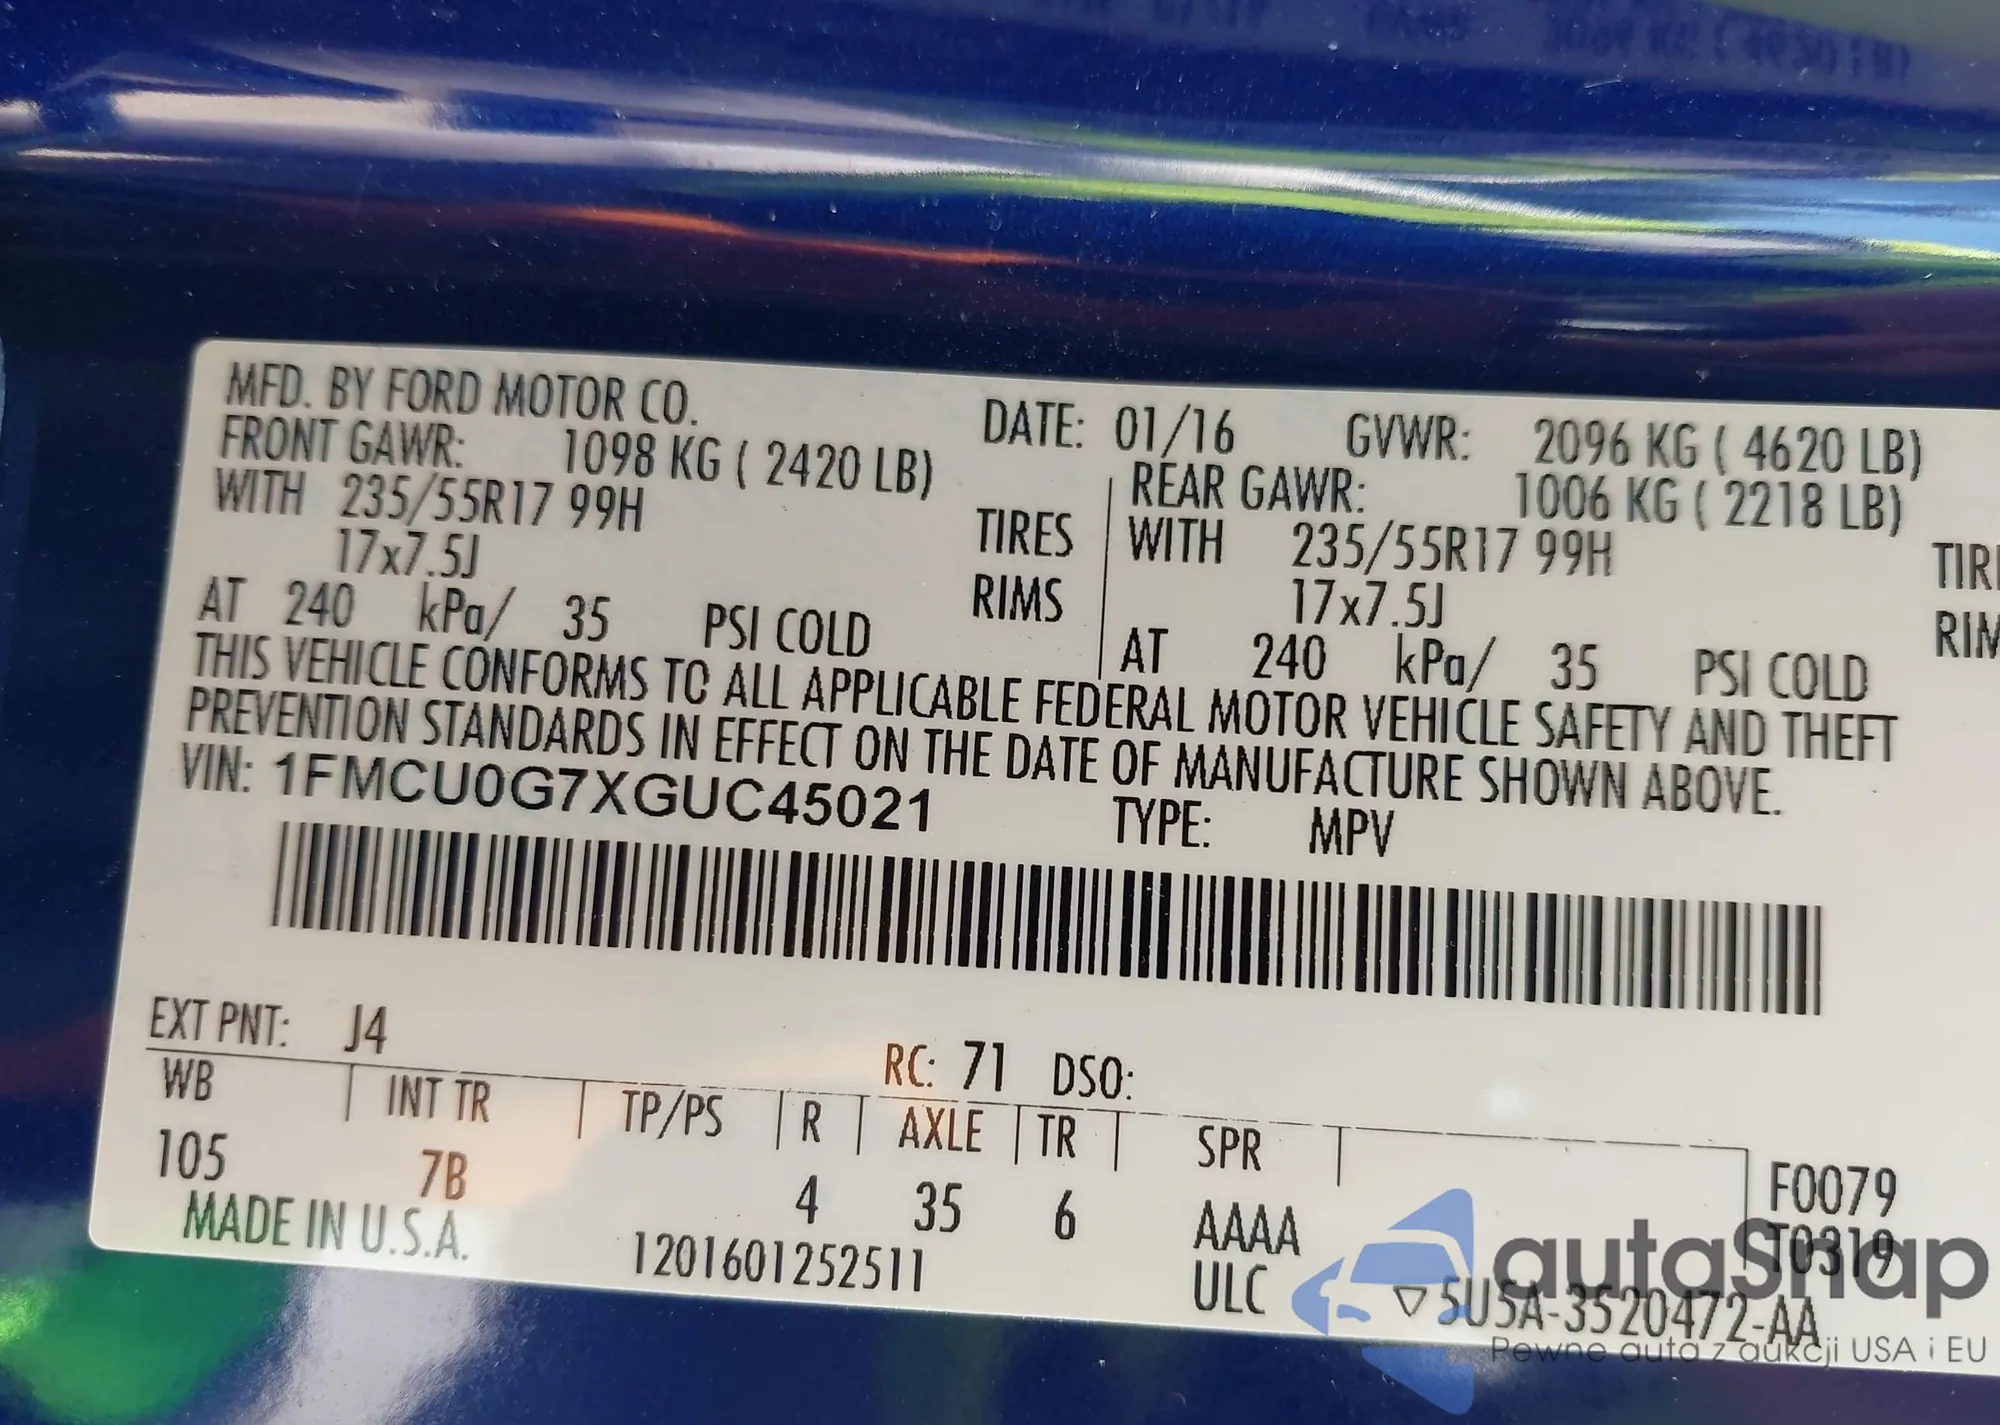 MFD. BY FORD MOTOR CO. DATE: 01/16 GVWR: 2096 KG ( 4620 LB)
FRONT GAWR: 1098 KG ( 2420 LB) REAR GAWR: 1006 KG ( 2218 LB)
WITH 235/55R17 99H TIRES WITH 235/55R17 99H TIRE
17x7.5J RIMS 17x7.5J RIM
AT 240 kPa/ 35 PSI COLD AT 240 kPa/ 35 PSI COLD
THIS VEHICLE CONFORMS TO ALL APPLICABLE FEDERAL MOTOR VEHICLE SAFETY AND THEFT
PREVENTION STANDARDS IN EFFECT ON THE DATE OF MANUFACTURE SHOWN ABOVE.
VIN: 1FMCU0G7XGUC45021 TYPE: MPV
EXT PNT: J4 RC: 71 DSO:
WB INT TR TP/PS R AXLE TR SPR
105 7B 4 35 6 AAAA F0079
MADE IN U.S.A. 1201601252511 ULC T0319
▽5U5A-3520472-AA
autaSnap
Pewne auta z aukcji USA i EU